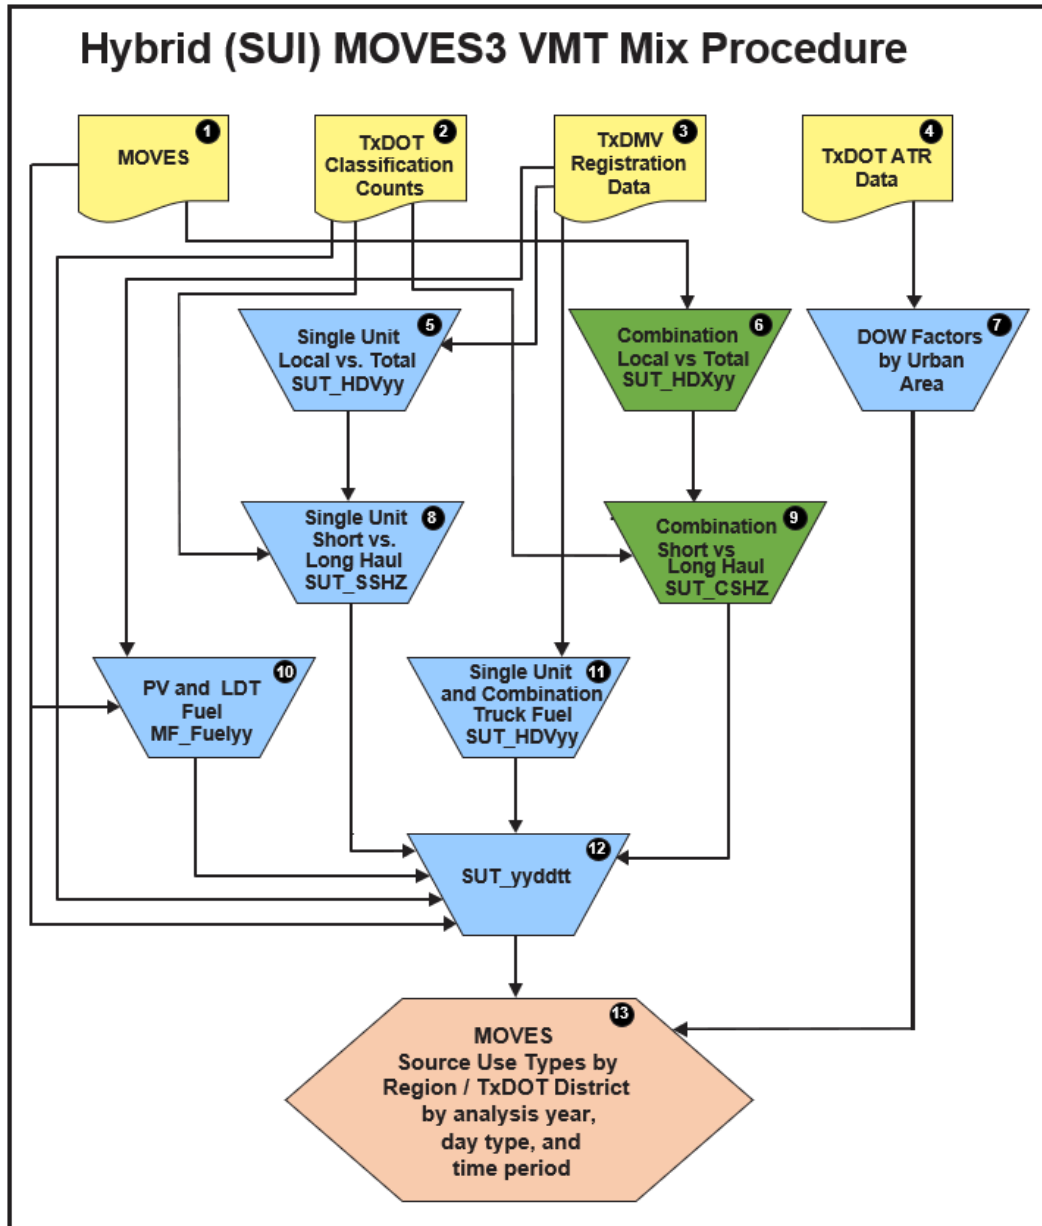 Hybrid (SUI) MOVES3 VMT Mix Procedure
1
MOVES
2
TxDOT
Classification
Counts
3
TxDMV
Registration
Data
4
TxDOT ATR
Data
5
Single Unit
Local vs. Total
SUT_HDVyy
6
Combination
Local vs Total
SUT_HDXyy
7
DOW Factors
by Urban
Area
8
Single Unit
Short vs.
Long Haul
SUT_SSHZ
9
Combination
Short vs
Long Haul
SUT_CSHZ
10
PV and LDT
Fuel
MF_Fuelyy
11
Single Unit
and Combination
Truck Fuel
SUT_HDVyy
12
SUT_yyddtt
13
MOVES
Source Use Types by
Region / TxDOT District
by analysis year,
day type, and
time period